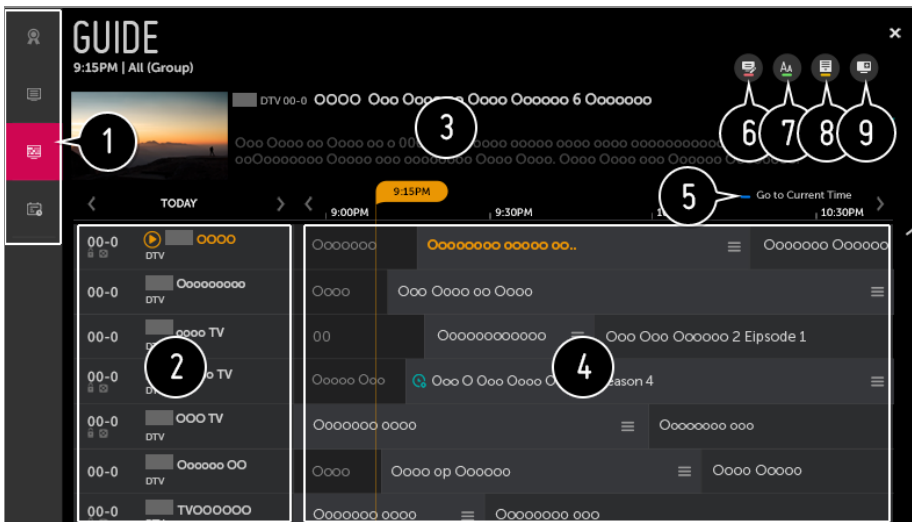 GUIDE
9:15PM | All (Group)
DTV 00-0 OOOO Ooo Ooo Oooo Oooooo 6 Ooooooo
1
3
6
7
8
9
5
Go to Current Time
TODAY
9:15PM
9:00PM
9:30PM
10:30PM
00-0 OOOO
DTV
Ooooooo
Oooooooo ooooo oo..
Ooooooo Oooooo
00-0 Ooooooooo
DTV
Oooo
Ooo Oooo oo Oooo
00-0 oooo TV
00
Oooooooooooo
Ooo Ooo Oooooo 2 Eipsode 1
2
4
00-0 TV
Ooooo Ooo
Ooo O Ooo Oooo
eason 4
00-0 OOO TV
DTV
Ooooooo oooo
Oooooooo ooo
00-0 Oooooo OO
DTV
Oooo
Oooo op Oooooo
Oooo Ooooo
00-0 TVOOOOOO
DTV
Ooooooo oooo
Oooooooo ooo